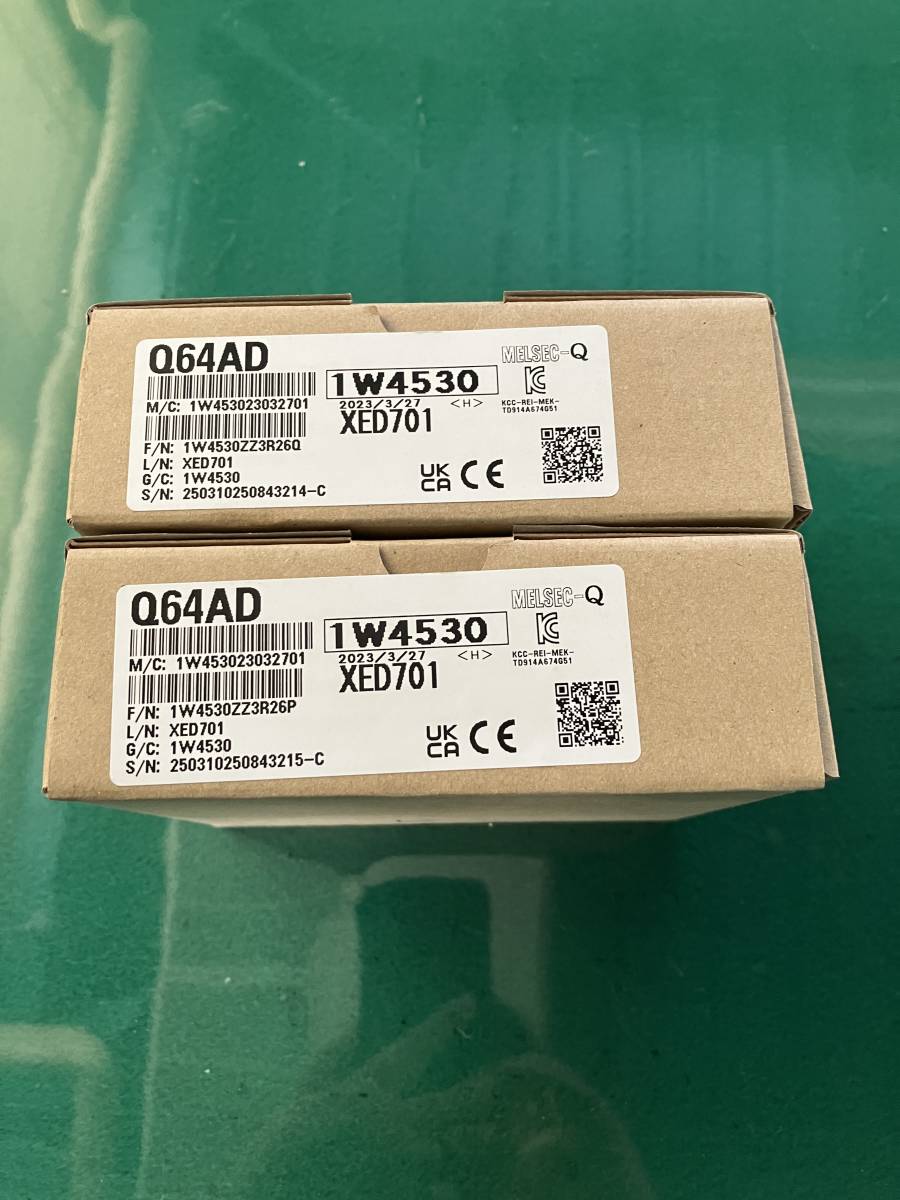 Q64AD
MELSEC-Q
1W4530
M/C: 1W453023032701
2023/3/27 <H>
KCC-REI-MEK-
TD914A674G51
XED701
F/N: 1W4530ZZ3R26Q
L/N: XED701
G/C: 1W4530
S/N: 250310250843214-C
UK
CA CE
Q64AD
MELSEC-Q
1W4530
M/C: 1W453023032701
2023/3/27 <H>
KCC-REI-MEK-
TD914A674G51
XED701
F/N: 1W4530ZZ3R26P
L/N: XED701
G/C: 1W4530
S/N: 250310250843215-C
UK
CA CE